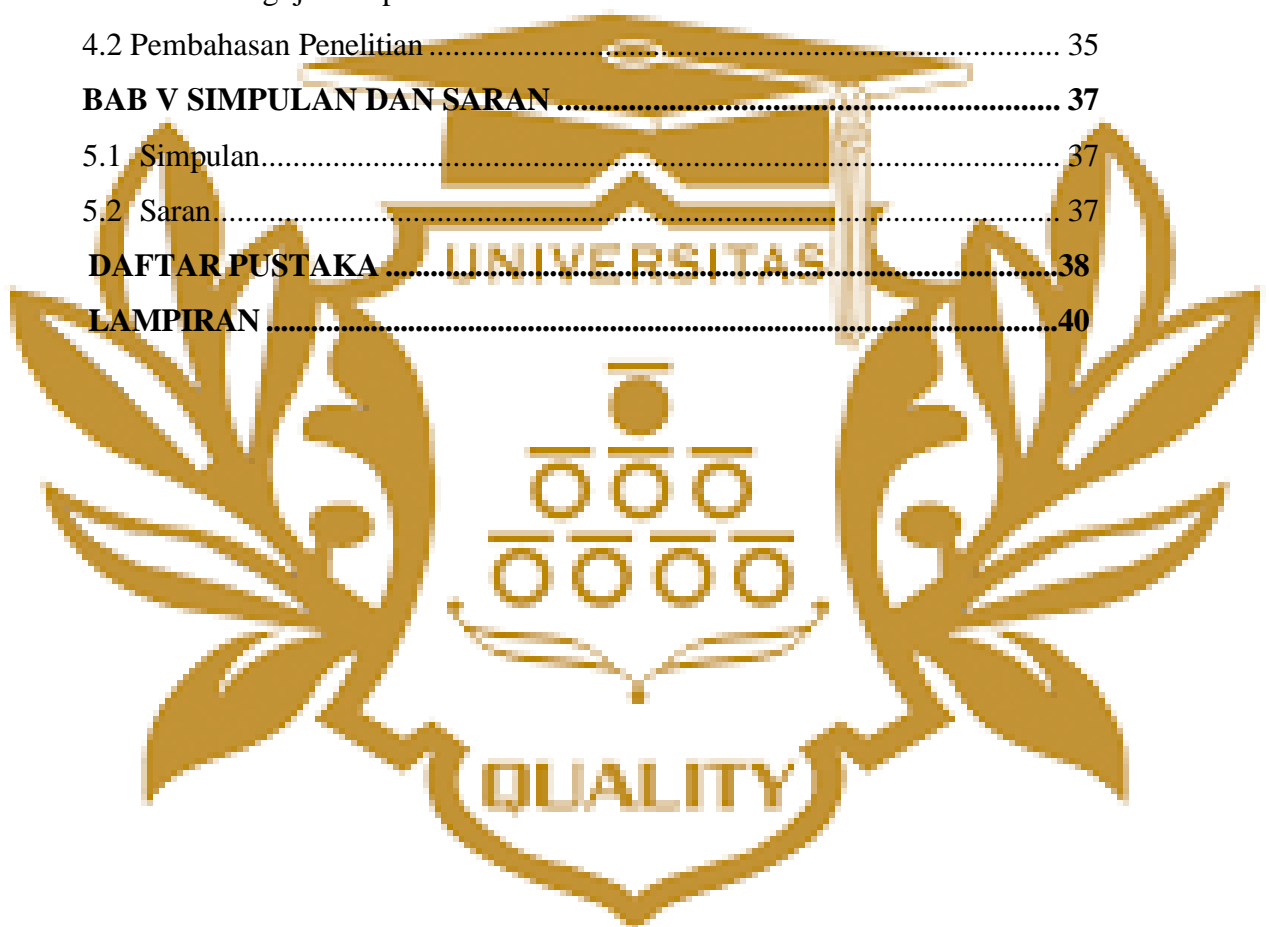 4.2 Pembahasan Penelitian ........................................................................... 35
BAB V SIMPULAN DAN SARAN ........................................................... 37
5.1 Simpulan................................................................................................ 37
5.2 Saran...................................................................................................... 37
DAFTAR PUSTAKA ...............................................................................38
LAMPIRAN ..............................................................................................40
UNIVERSITAS
QUALITY